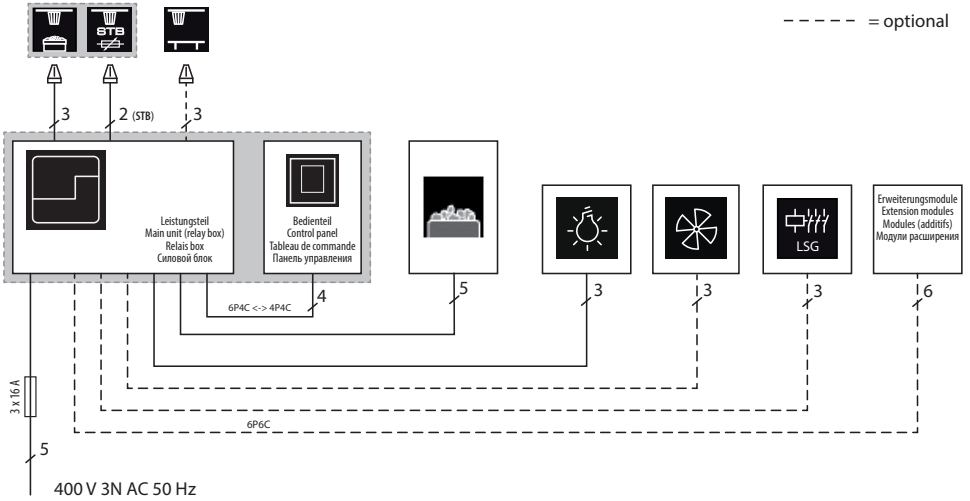 STB
= optional
3
2 (STB)
3
Leistungsteil
Main unit (relay box)
Relais box
Силовой блок
Bedienteil
Control panel
Tableau de commande
Панель управления
LSG
Erweiterungsmodule
Extension modules
Modules (additifs)
Модули расширения
4
5
3
3
3
6
6P4C <-> 4P4C
3 x 16 A
6P6C
5
400 V 3N AC 50 Hz